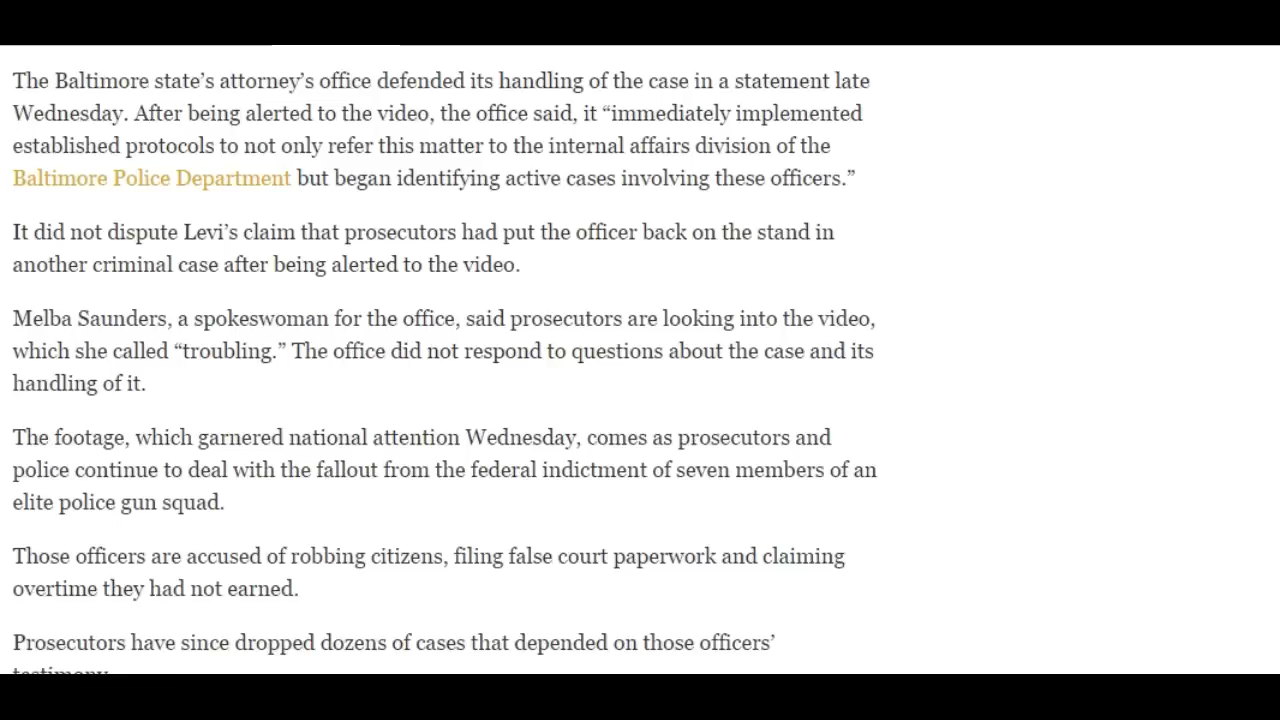 The Baltimore state’s attorney’s office defended its handling of the case in a statement late
Wednesday. After being alerted to the video, the office said, it “immediately implemented
established protocols to not only refer this matter to the internal affairs division of the
Baltimore Police Department but began identifying active cases involving these officers.”
It did not dispute Levi’s claim that prosecutors had put the officer back on the stand in
another criminal case after being alerted to the video.
Melba Saunders, a spokeswoman for the office, said prosecutors are looking into the video,
which she called “troubling.” The office did not respond to questions about the case and its
handling of it.
The footage, which garnered national attention Wednesday, comes as prosecutors and
police continue to deal with the fallout from the federal indictment of seven members of an
elite police gun squad.
Those officers are accused of robbing citizens, filing false court paperwork and claiming
overtime they had not earned.
Prosecutors have since dropped dozens of cases that depended on those officers’
testimony.